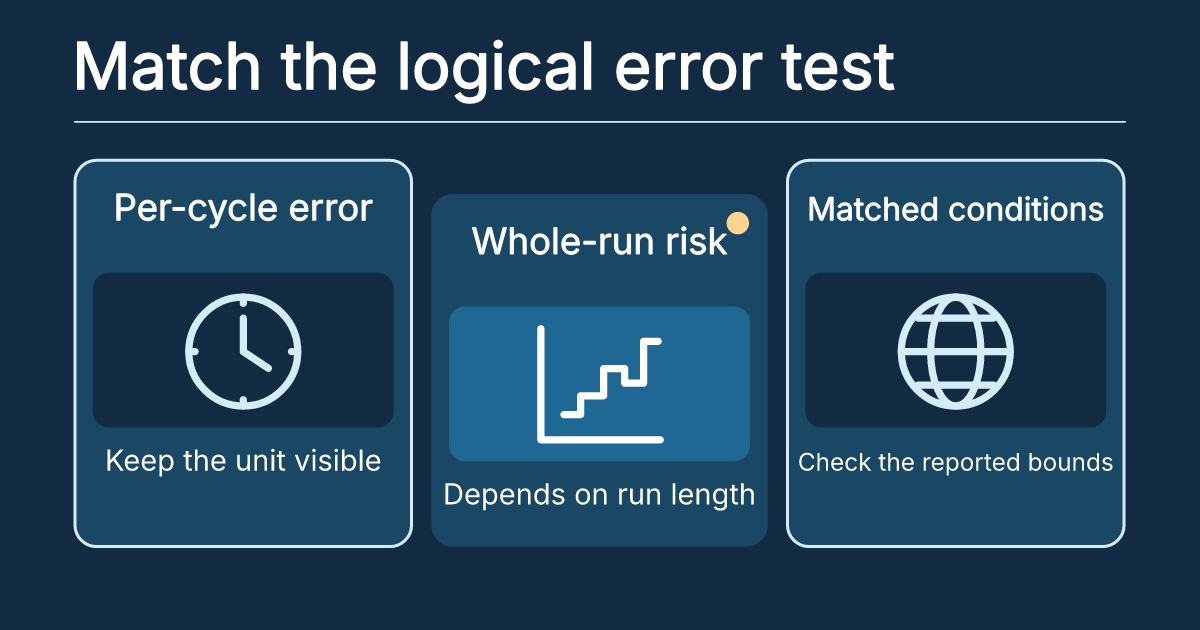 Match the logical error test
Per-cycle error
Keep the unit visible
Whole-run risk
Depends on run length
Matched conditions
Check the reported bounds